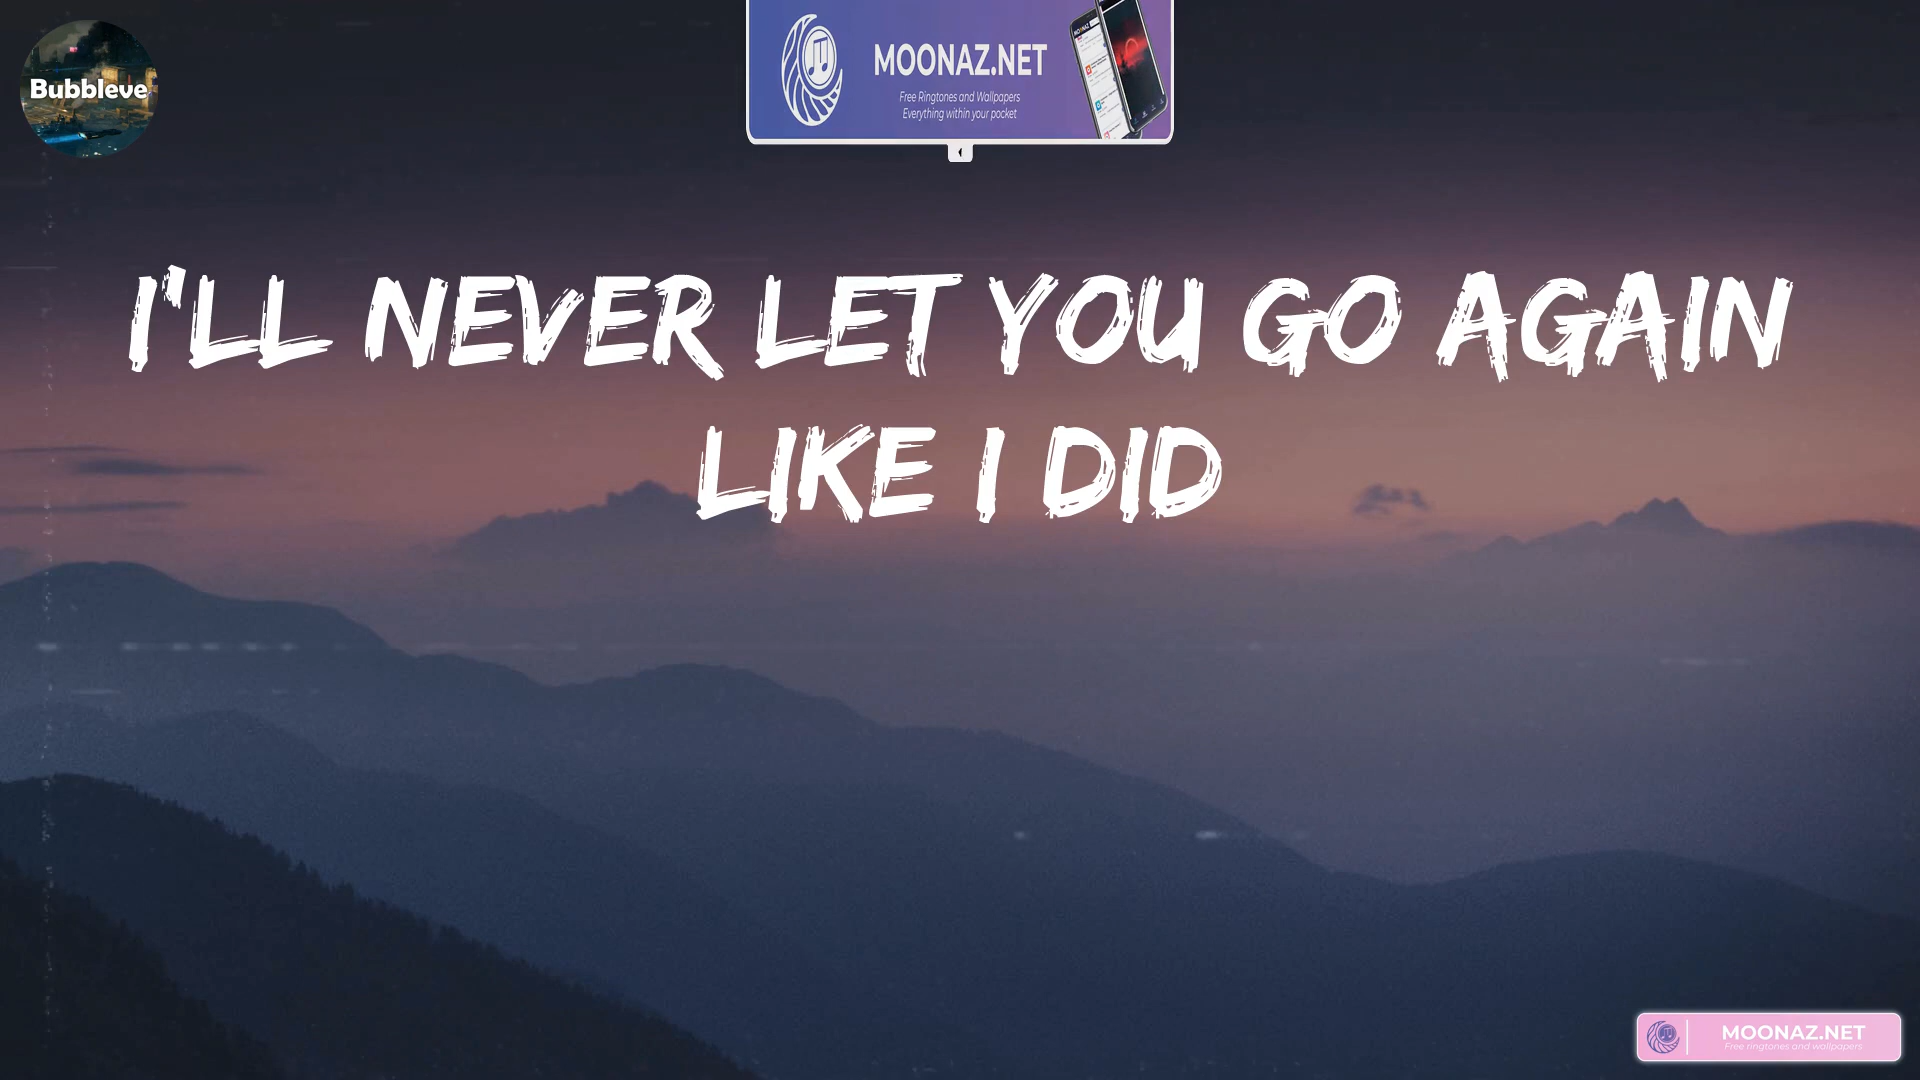 Bubbleve
MOONAZ.NET
Free Ringtones and Wallpapers
Everything within your pocket
I'LL NEVER LET YOU GO AGAIN
LIKE I DID
MOONAZ.NET
Free ringtones and wallpapers